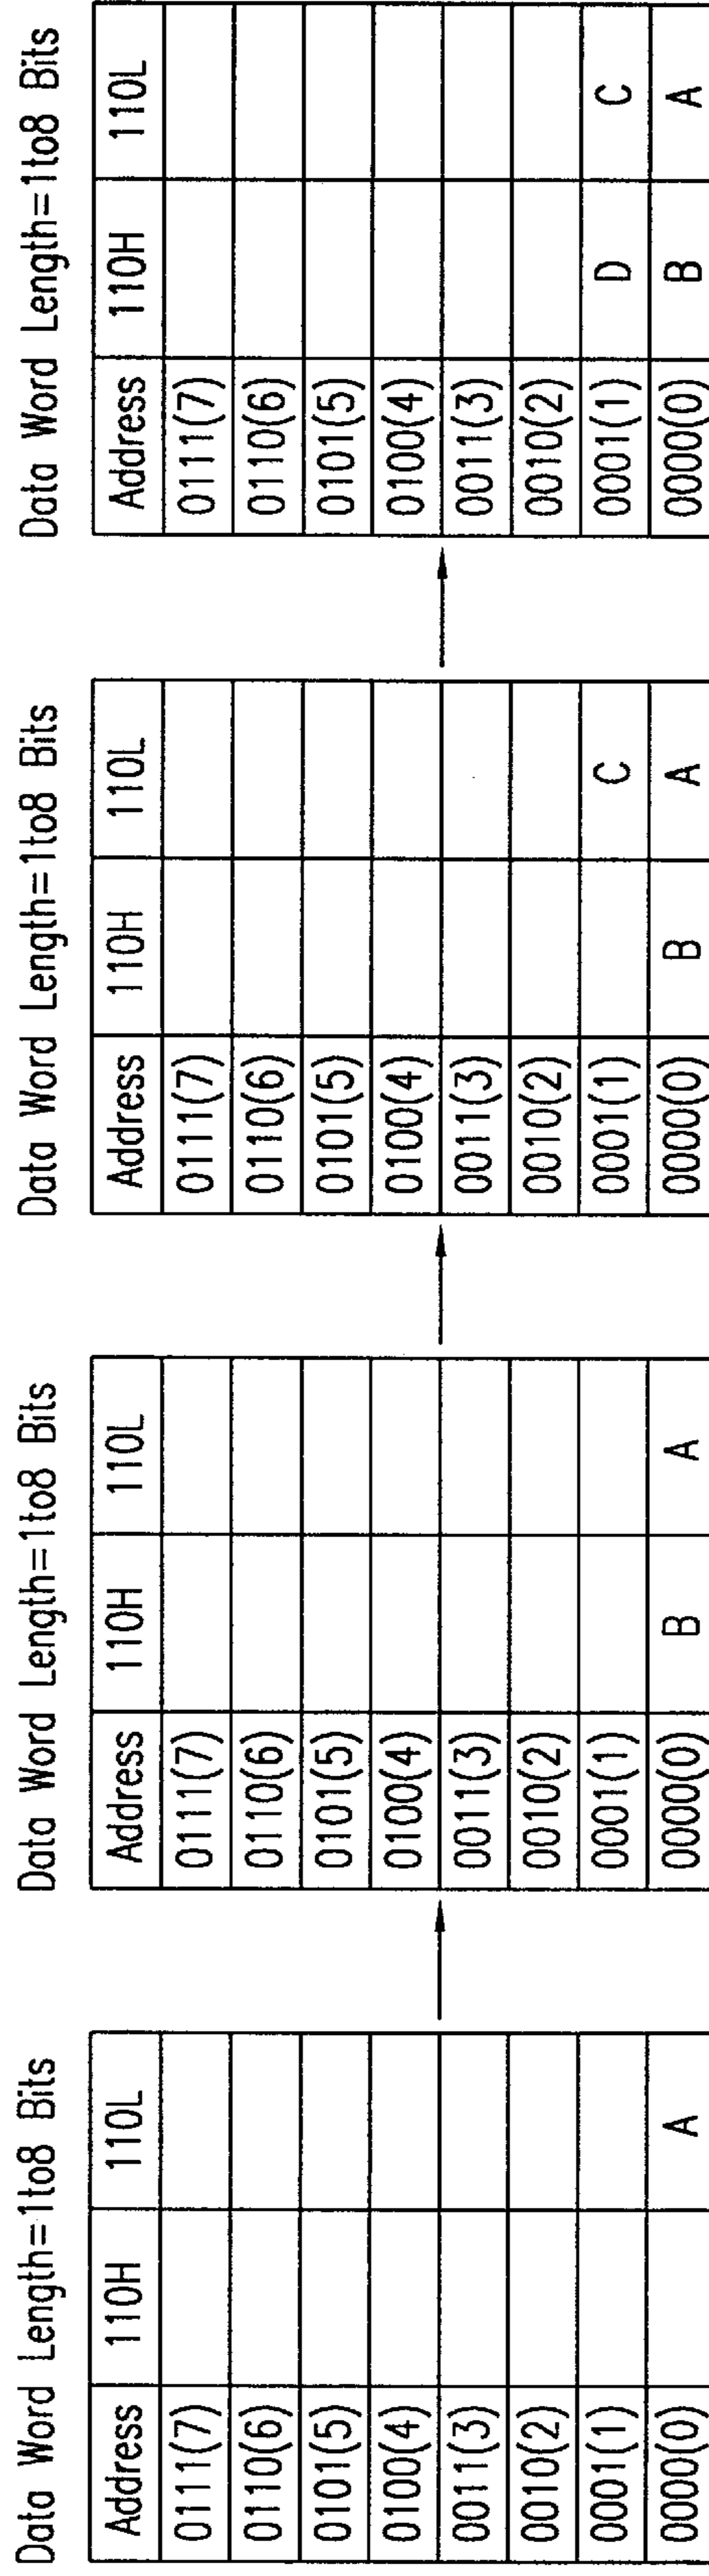 Data Word Length=1to8 Bits
Address 110H 110L
0111(7)
0110(6)
0101(5)
0100(4)
0011(3)
0010(2)
0001(1)
0000(0) A
Data Word Length=1to8 Bits
Address 110H 110L
0111(7)
0110(6)
0101(5)
0100(4)
0011(3)
0010(2)
0001(1)
0000(0) B A
Data Word Length=1to8 Bits
Address 110H 110L
0111(7)
0110(6)
0101(5)
0100(4)
0011(3)
0010(2)
0001(1) C
0000(0) B A
Data Word Length=1to8 Bits
Address 110H 110L
0111(7)
0110(6)
0101(5)
0100(4)
0011(3)
0010(2)
0001(1) D C
0000(0) B A